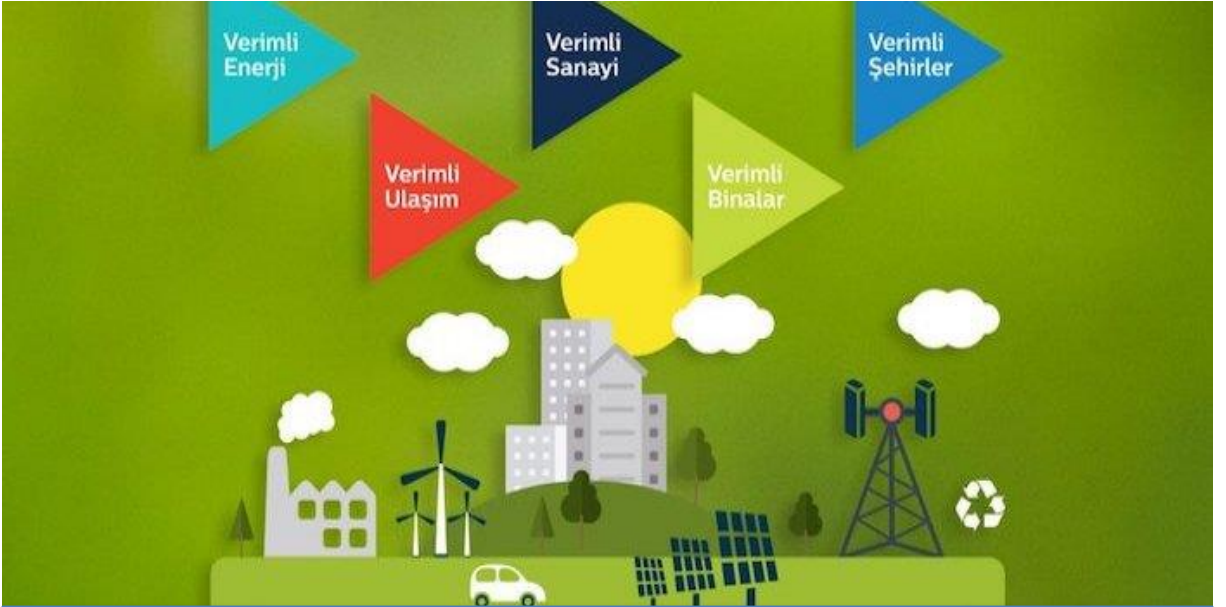 Verimli
Enerji
Verimli
Sanayi
Verimli
Şehirler
Verimli
Ulaşım
Verimli
Binalar